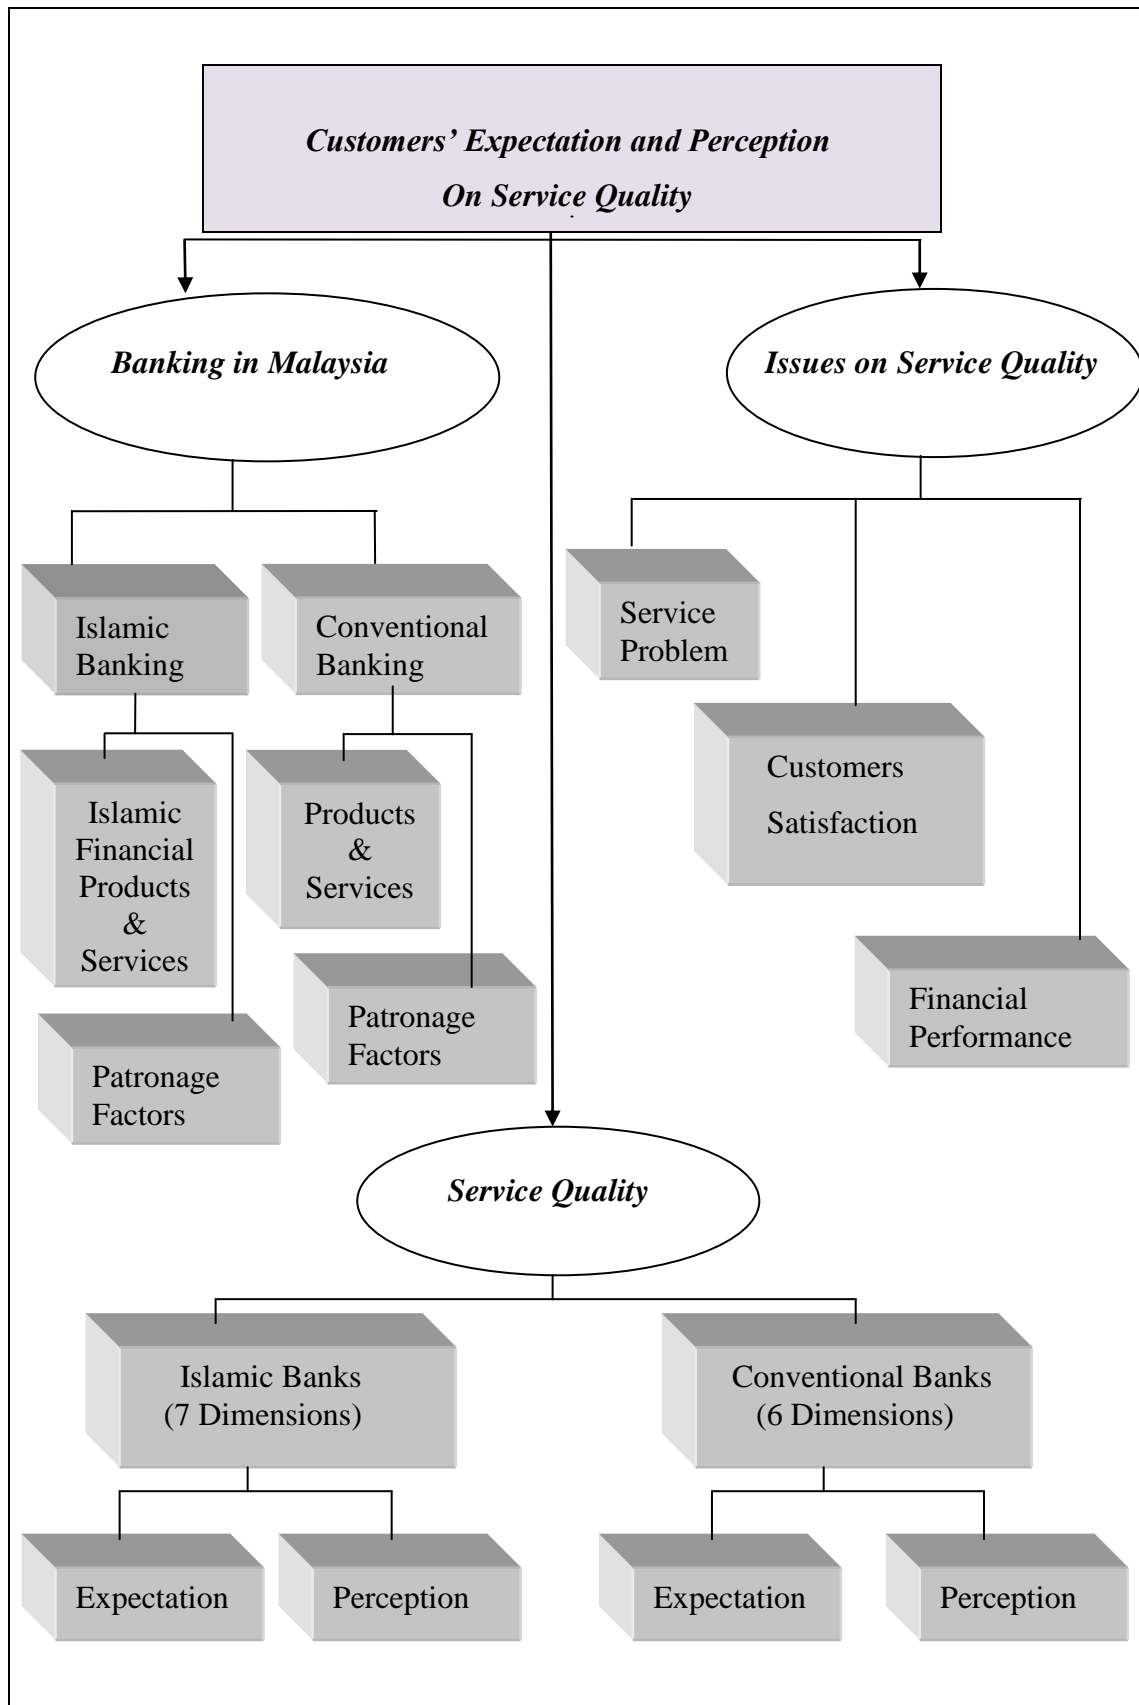 Customers’ Expectation and Perception
On Service Quality
Banking in Malaysia
Issues on Service Quality
Islamic
Banking
Conventional
Banking
Service
Problem
Customers
Satisfaction
Islamic
Financial
Products
&
Services
Products
&
Services
Patronage
Factors
Patronage
Factors
Financial
Performance
Service Quality
Islamic Banks
(7 Dimensions)
Conventional Banks
(6 Dimensions)
Expectation
Perception
Expectation
Perception